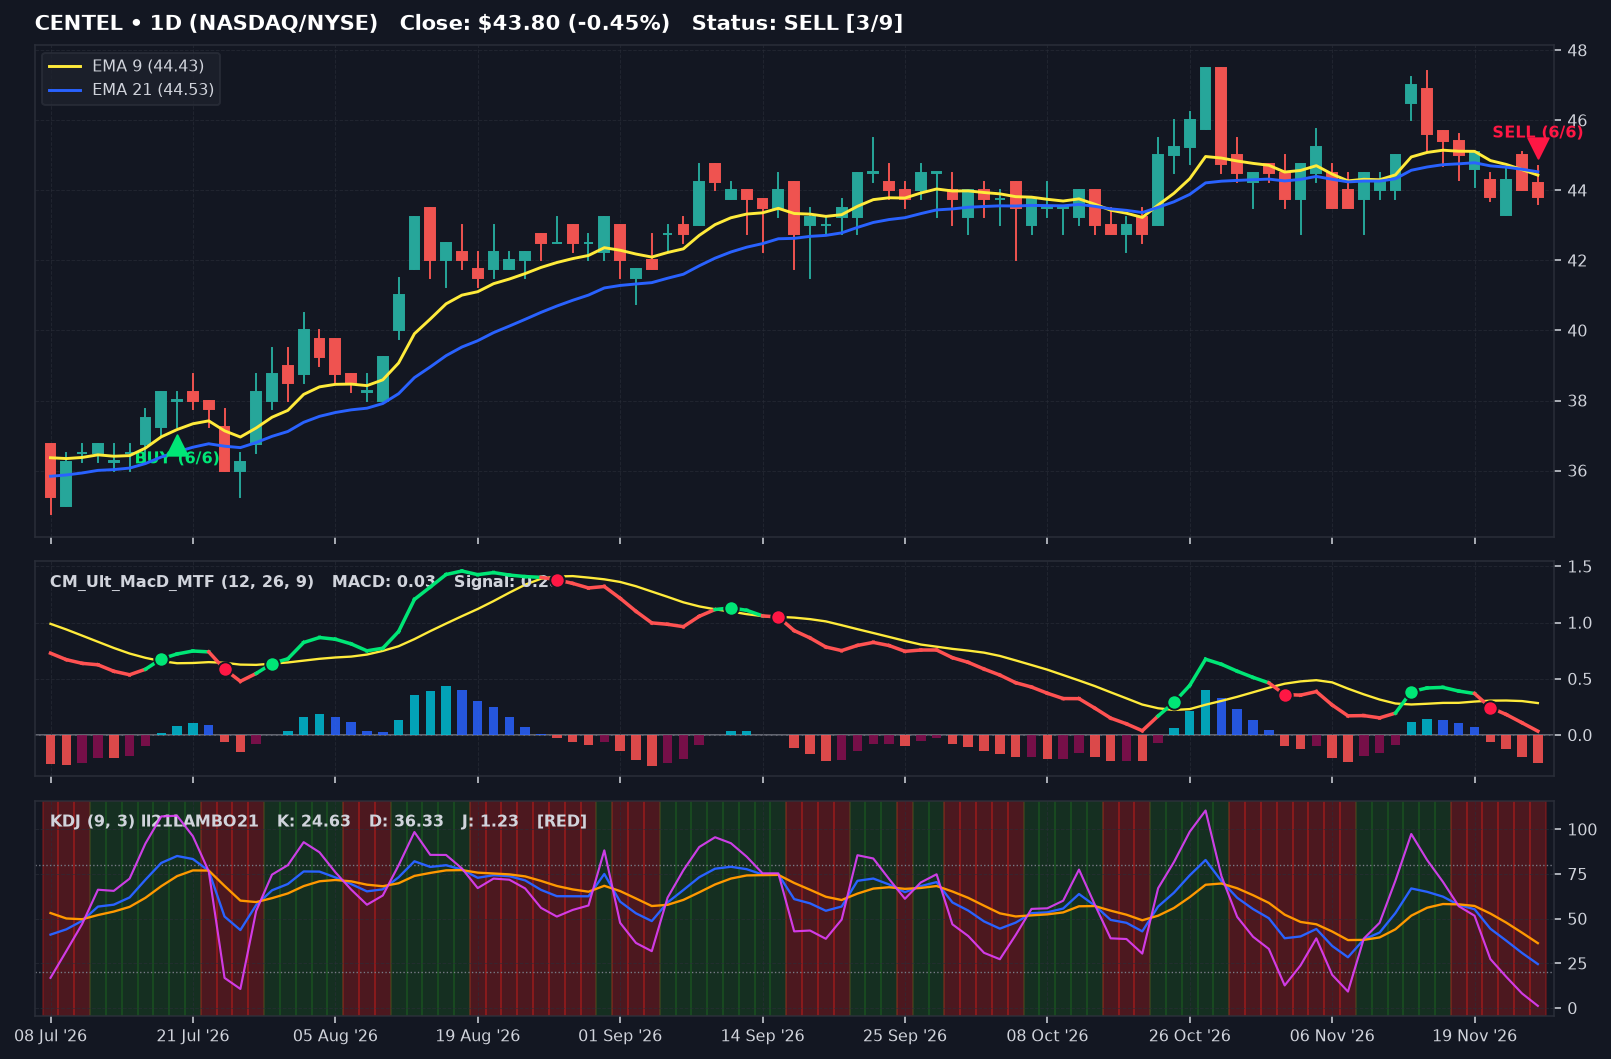 CENTEL • 1D (NASDAQ/NYSE)   Close: $43.80 (-0.45%)   Status: SELL [3/9]
EMA 9 (44.43)
EMA 21 (44.53)
48
46
44
42
40
38
36
SELL (6/6)
BUY (6/6)
CM_Ult_MacD_MTF (12, 26, 9)   MACD: 0.03   Signal:
1.5
1.0
0.5
0.0
KDJ (9, 3) II21LAMBO21   K: 24.63   D: 36.33   J: 1.23   [RED]
100
75
50
25
0
08 Jul '26   21 Jul '26   05 Aug '26   19 Aug '26   01 Sep '26   14 Sep '26   25 Sep '26   08 Oct '26   26 Oct '26   06 Nov '26   19 Nov '26